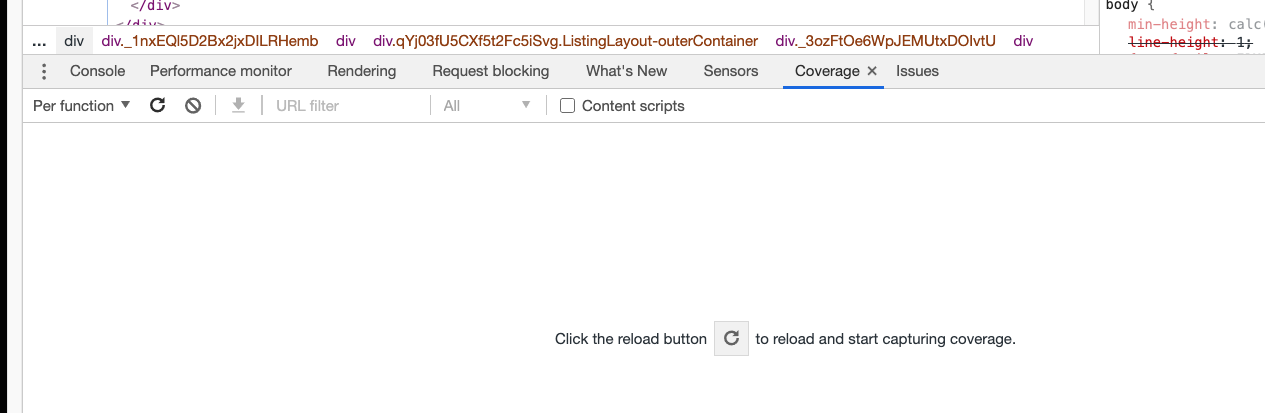 </div>
</div>
body {
min-height: calc(
line-height: 1;
... div div._1nxEQl5D2Bx2jxDILRHemb div div.qYj03fU5CXf5t2Fc5iSvg.ListingLayout-outerContainer div._3ozFtOe6WpJEMUtxDOIvtU div
Console Performance monitor Rendering Request blocking What's New Sensors Coverage × Issues
Per function ▼ URL filter All ▼ Content scripts
Click the reload button to reload and start capturing coverage.